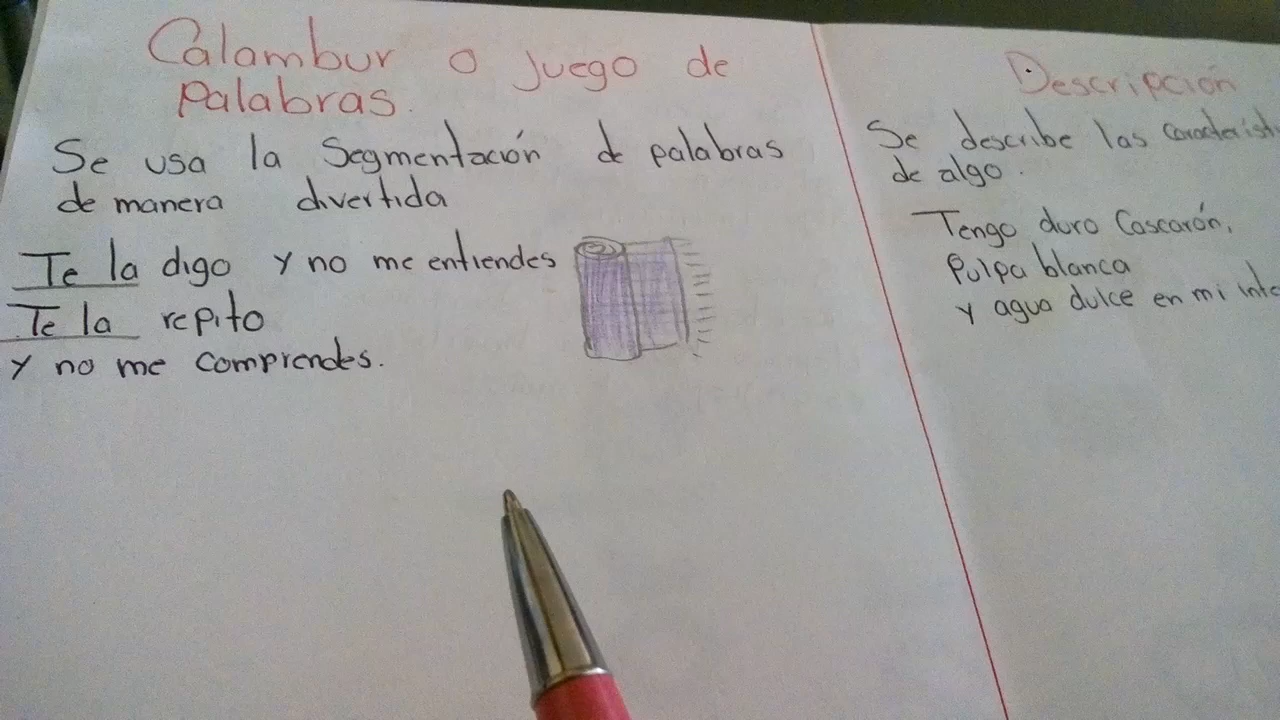 Calambur o juego de
Palabras.
Se usa la Segmentación de palabras
de manera divertida
Te la digo y no me entiendes
Te la repito
y no me comprendes.
Descripción
Se describe las
de algo.
Tengo duro Cascarón,
Pulpa blanca
y agua dulce en mi